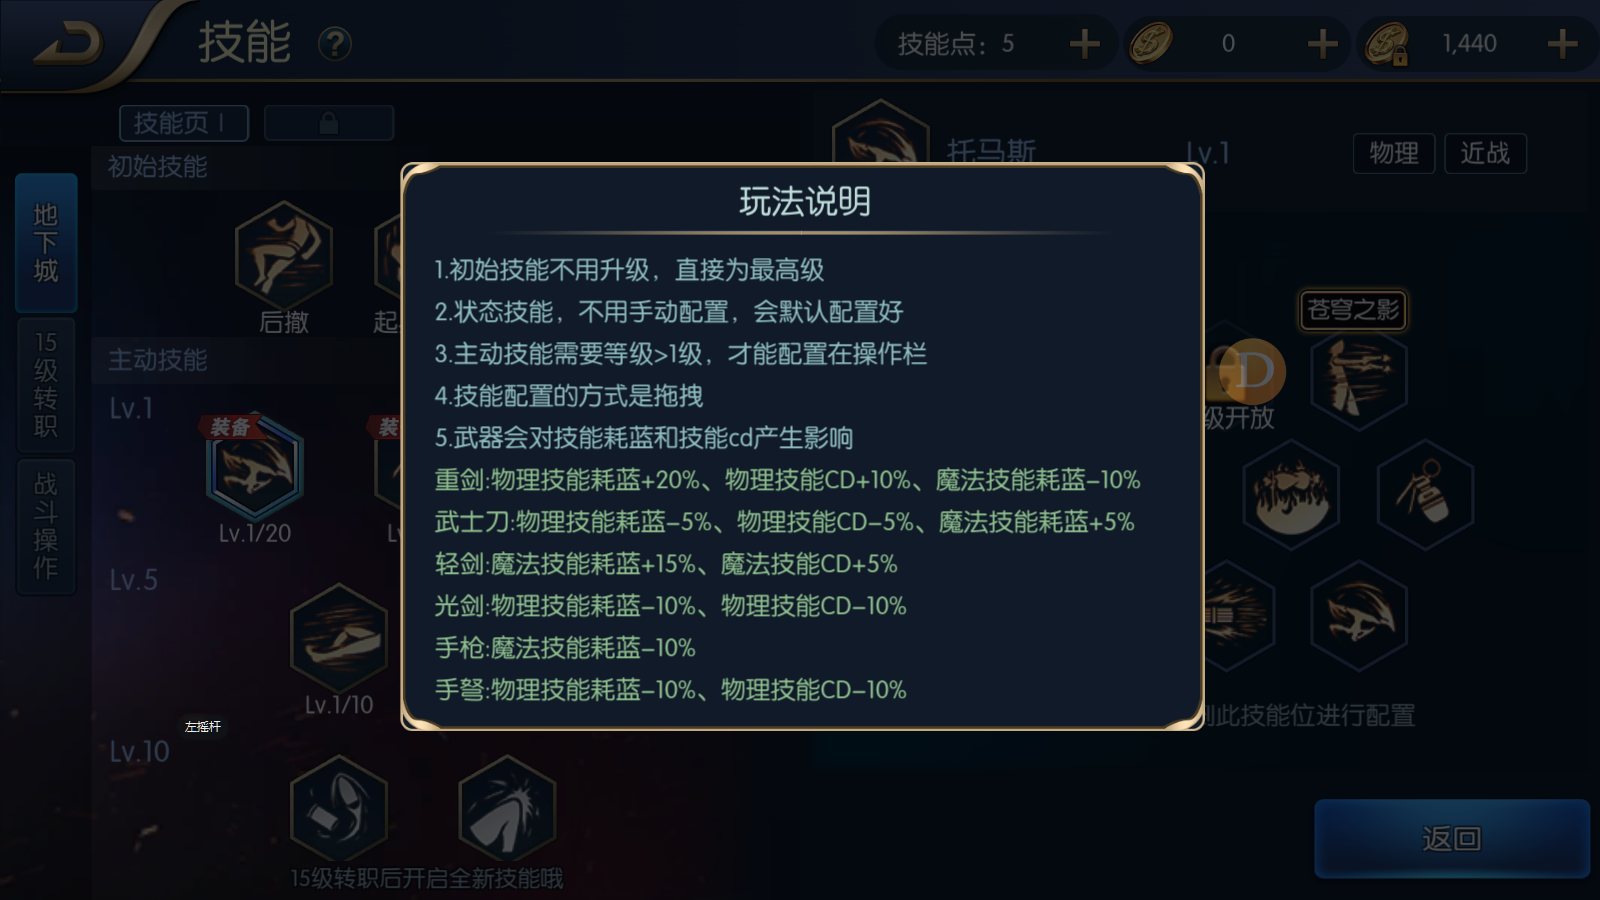 技能
?
技能点：5
0
1,440
技能页 I
初始技能
托马斯
Lv.1
物理
近战
地下城
15级转职
战斗操作
后撤
起
主动技能
Lv.1
装备
装
Lv.1/20
Lv.5
Lv.1/10
左摇杆
Lv.10
15级转职后开启全新技能哦
玩法说明
1.初始技能不用升级，直接为最高级
2.状态技能，不用手动配置，会默认配置好
3.主动技能需要等级>1级，才能配置在操作栏
4.技能配置的方式是拖拽
5.武器会对技能耗蓝和技能cd产生影响
重剑:物理技能耗蓝+20%、物理技能CD+10%、魔法技能耗蓝-10%
武士刀:物理技能耗蓝-5%、物理技能CD-5%、魔法技能耗蓝+5%
轻剑:魔法技能耗蓝+15%、魔法技能CD+5%
光剑:物理技能耗蓝-10%、物理技能CD-10%
手枪:魔法技能耗蓝-10%
手弩:物理技能耗蓝-10%、物理技能CD-10%
苍穹之影
D
级开放
此技能位进行配置
返回